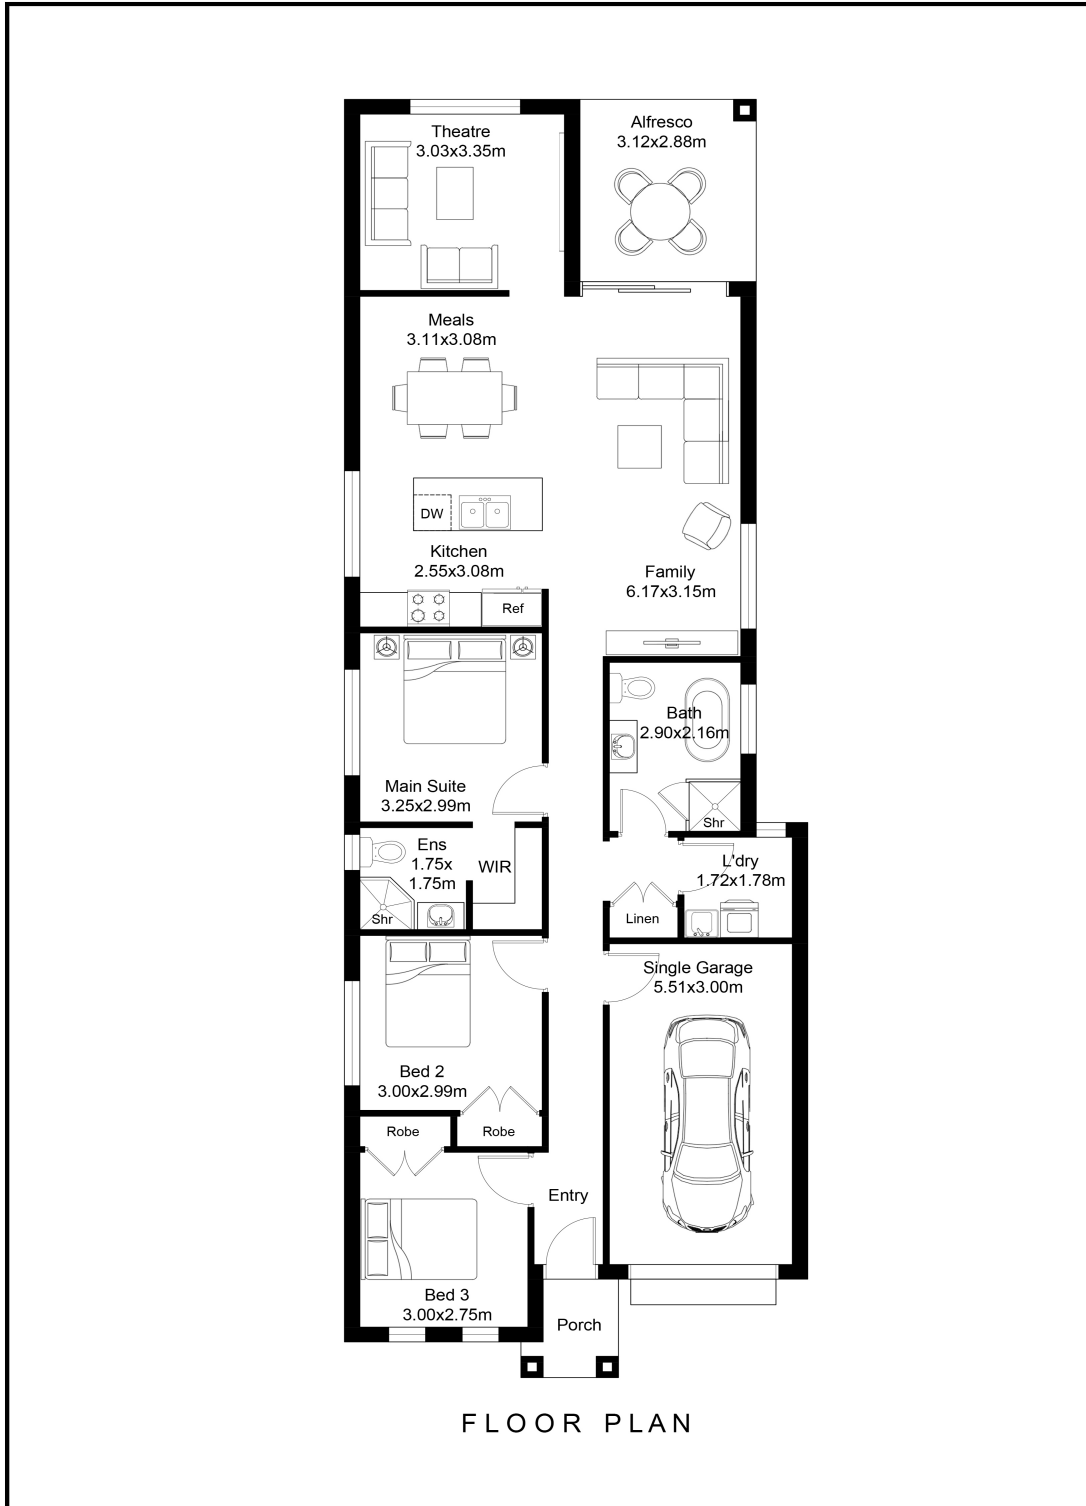 Theatre
3.03x3.35m
Alfresco
3.12x2.88m
Meals
3.11x3.08m
DW
Kitchen
2.55x3.08m
Ref
Family
6.17x3.15m
Bath
2.90x2.16m
Shr
Main Suite
3.25x2.99m
Ens
1.75x
1.75m
Shr
WIR
L'dry
1.72x1.78m
Linen
Single Garage
5.51x3.00m
Bed 2
3.00x2.99m
Robe
Robe
Entry
Bed 3
3.00x2.75m
Porch
FLOOR PLAN